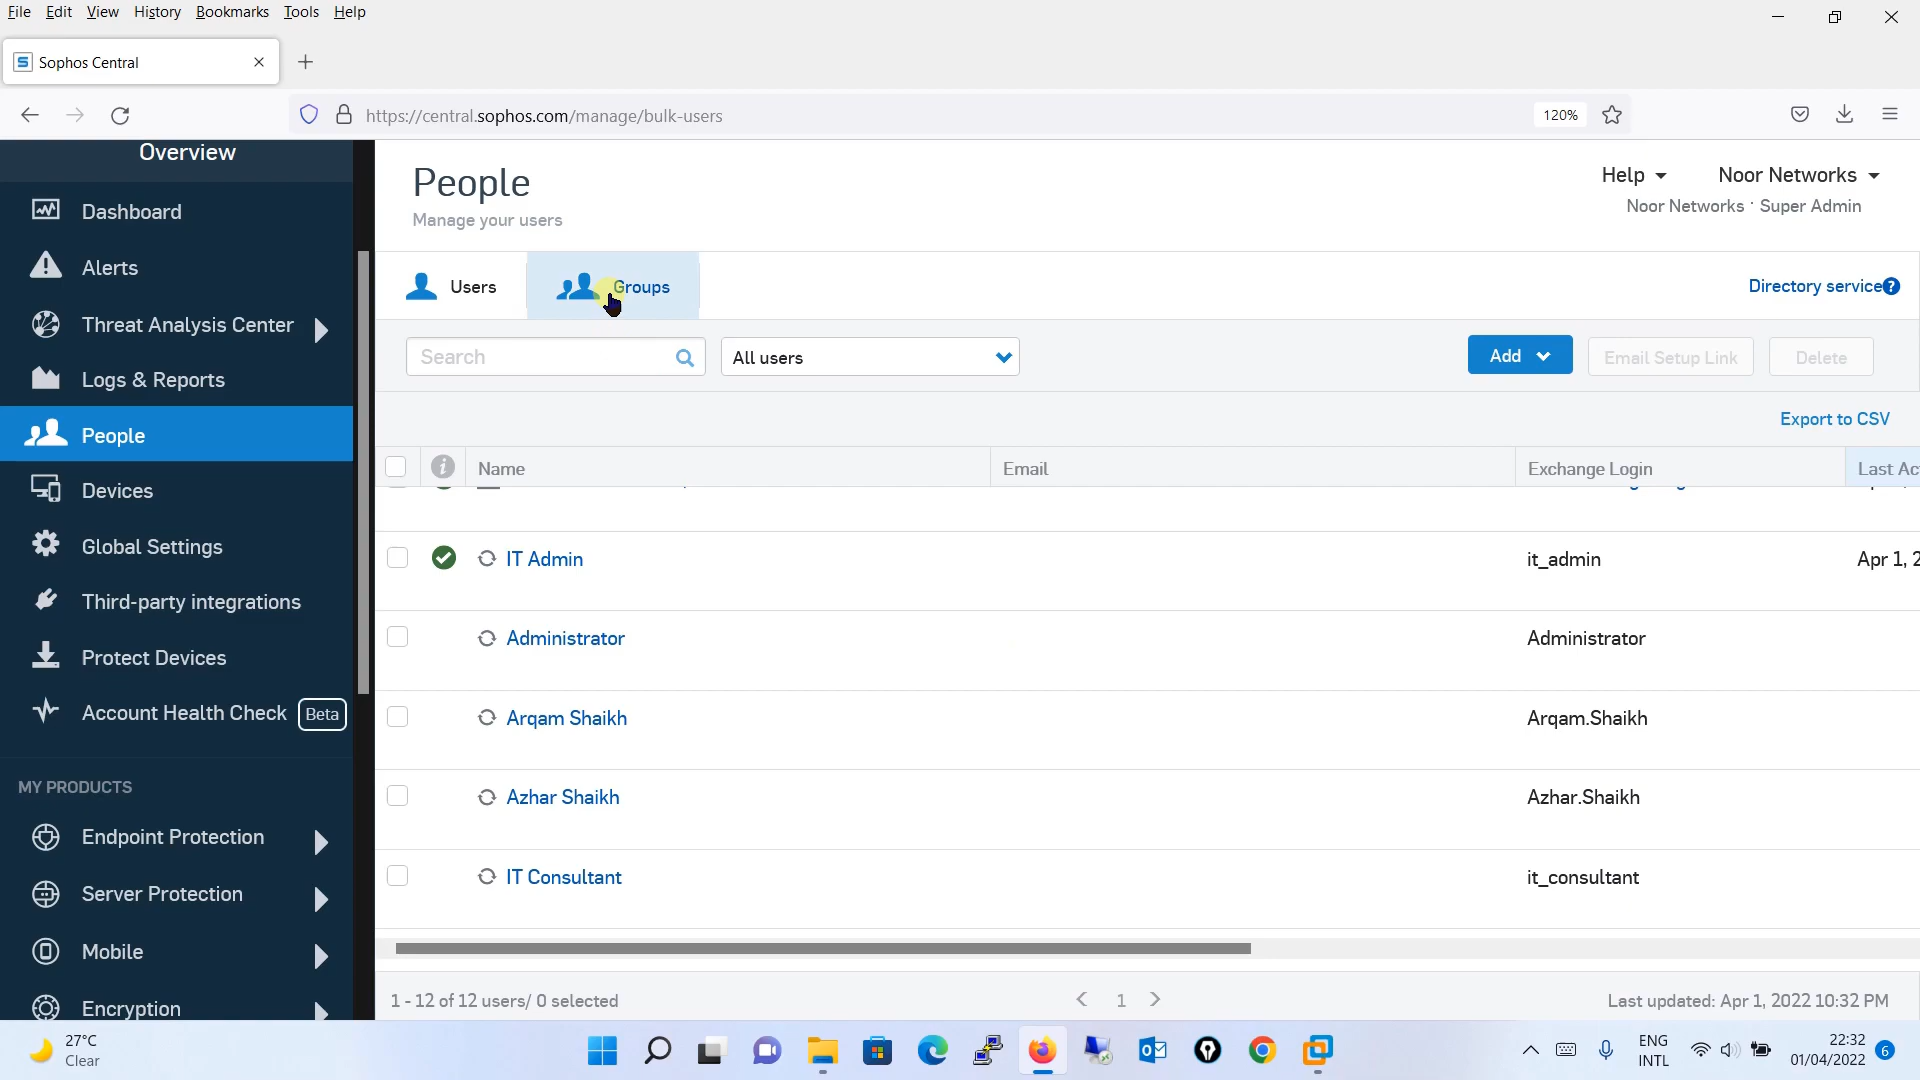 File Edit View History Bookmarks Tools Help
Sophos Central
https://central.sophos.com/manage/bulk-users
120%
Overview
Dashboard
Alerts
Threat Analysis Center
Logs & Reports
People
Devices
Global Settings
Third-party integrations
Protect Devices
Account Health Check Beta
MY PRODUCTS
Endpoint Protection
Server Protection
Mobile
Encryption
People
Manage your users
Help
Noor Networks
Noor Networks · Super Admin
Users
Groups
Directory service
Search
All users
Add
Email Setup Link
Delete
Export to CSV
Name Email Exchange Login Last Ac
IT Admin it_admin Apr 1, 2
Administrator Administrator
Arqam Shaikh Arqam.Shaikh
Azhar Shaikh Azhar.Shaikh
IT Consultant it_consultant
1 - 12 of 12 users/ 0 selected
1
Last updated: Apr 1, 2022 10:32 PM
27°C
Clear
ENG
INTL
22:32
01/04/2022
6